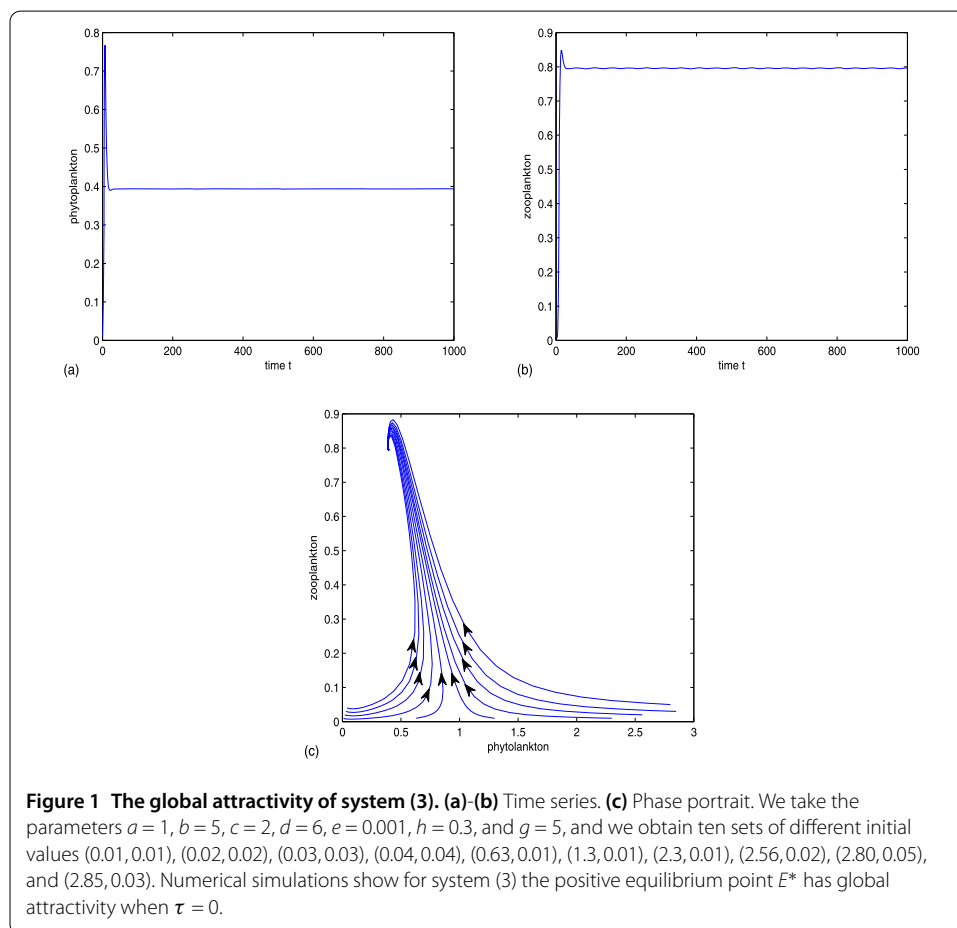 0.8
0.7
0.6
0.5
0.4
0.3
0.2
0.1
0
phytoplankton
0 200 400 600 800 1000
time t
(a)
0.9
0.8
0.7
0.6
0.5
0.4
0.3
0.2
0.1
0
zooplankton
0 200 400 600 800 1000
time t
(b)
0.9
0.8
0.7
0.6
0.5
0.4
0.3
0.2
0.1
0
zooplankton
0 0.5 1 1.5 2 2.5 3
phytolankton
(c)
Figure 1 The global attractivity of system (3). (a)-(b) Time series. (c) Phase portrait. We take the
parameters a = 1, b = 5, c = 2, d = 6, e = 0.001, h = 0.3, and g = 5, and we obtain ten sets of different initial
values (0.01, 0.01), (0.02, 0.02), (0.03, 0.03), (0.04, 0.04), (0.63, 0.01), (1.3, 0.01), (2.3, 0.01), (2.56, 0.02), (2.80, 0.05),
and (2.85, 0.03). Numerical simulations show for system (3) the positive equilibrium point E* has global
attractivity when τ = 0.